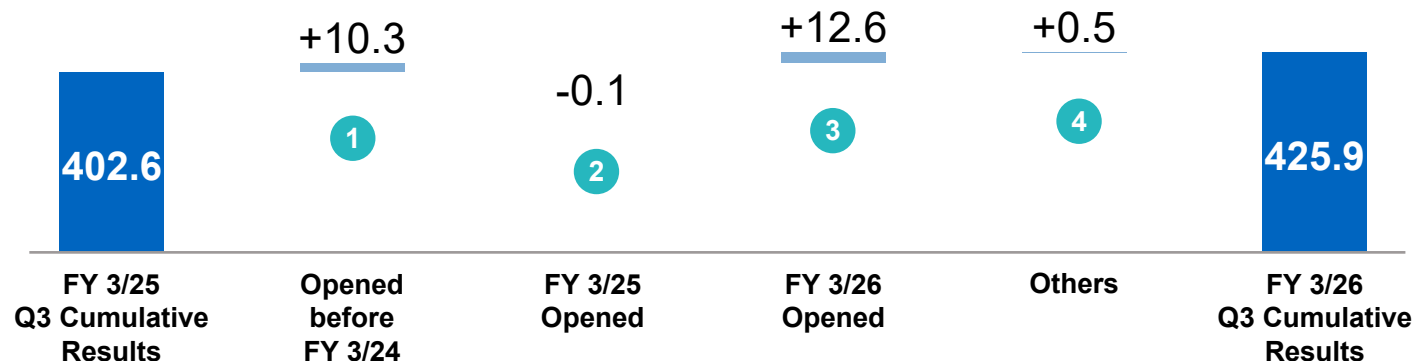 +10.3
-0.1
+12.6
+0.5
1
2
3
4
402.6
425.9
FY 3/25
Q3 Cumulative
Results
Opened
before
FY 3/24
FY 3/25
Opened
FY 3/26
Opened
Others
FY 3/26
Q3 Cumulative
Results